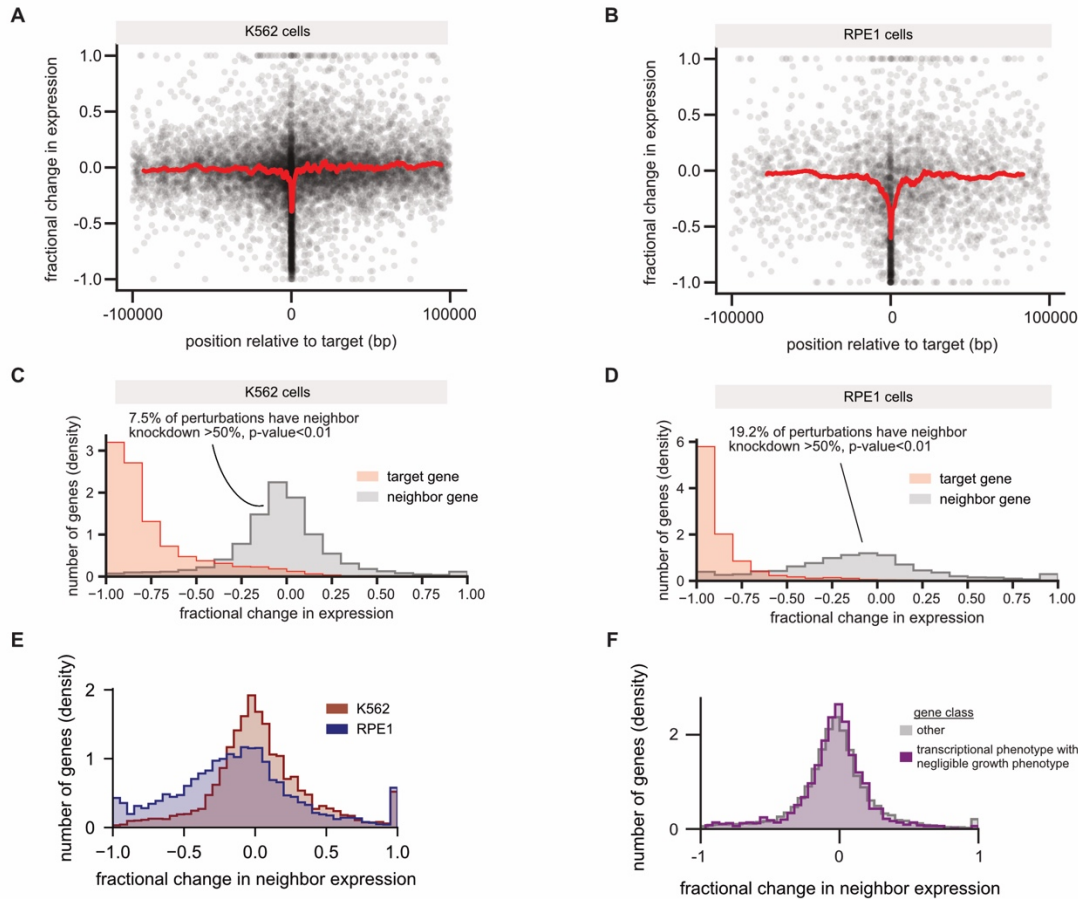 A
K562 cells
fractional change in expression
1.0
0.5
0.0
-0.5
-1.0
-100000
0
100000
position relative to target (bp)
B
RPE1 cells
fractional change in expression
1.0
0.5
0.0
-0.5
-1.0
-100000
0
100000
position relative to target (bp)
C
K562 cells
7.5% of perturbations have neighbor
knockdown >50%, p-value<0.01
number of genes (density)
3
2
1
0
target gene
neighbor gene
−1.00
−0.75
−0.50
−0.25
0.00
0.25
0.50
0.75
1.00
fractional change in expression
D
RPE1 cells
19.2% of perturbations have neighbor
knockdown >50%, p-value<0.01
number of genes (density)
6
4
2
0
target gene
neighbor gene
−1.00
−0.75
−0.50
−0.25
0.00
0.25
0.50
0.75
1.00
fractional change in expression
E
number of genes (density)
2
1
0
K562
RPE1
−1.0
−0.5
0.0
0.5
1.0
fractional change in neighbor expression
F
number of genes (density)
2
0
gene class
other
transcriptional phenotype with
negligible growth phenotype
-1
0
1
fractional change in neighbor expression